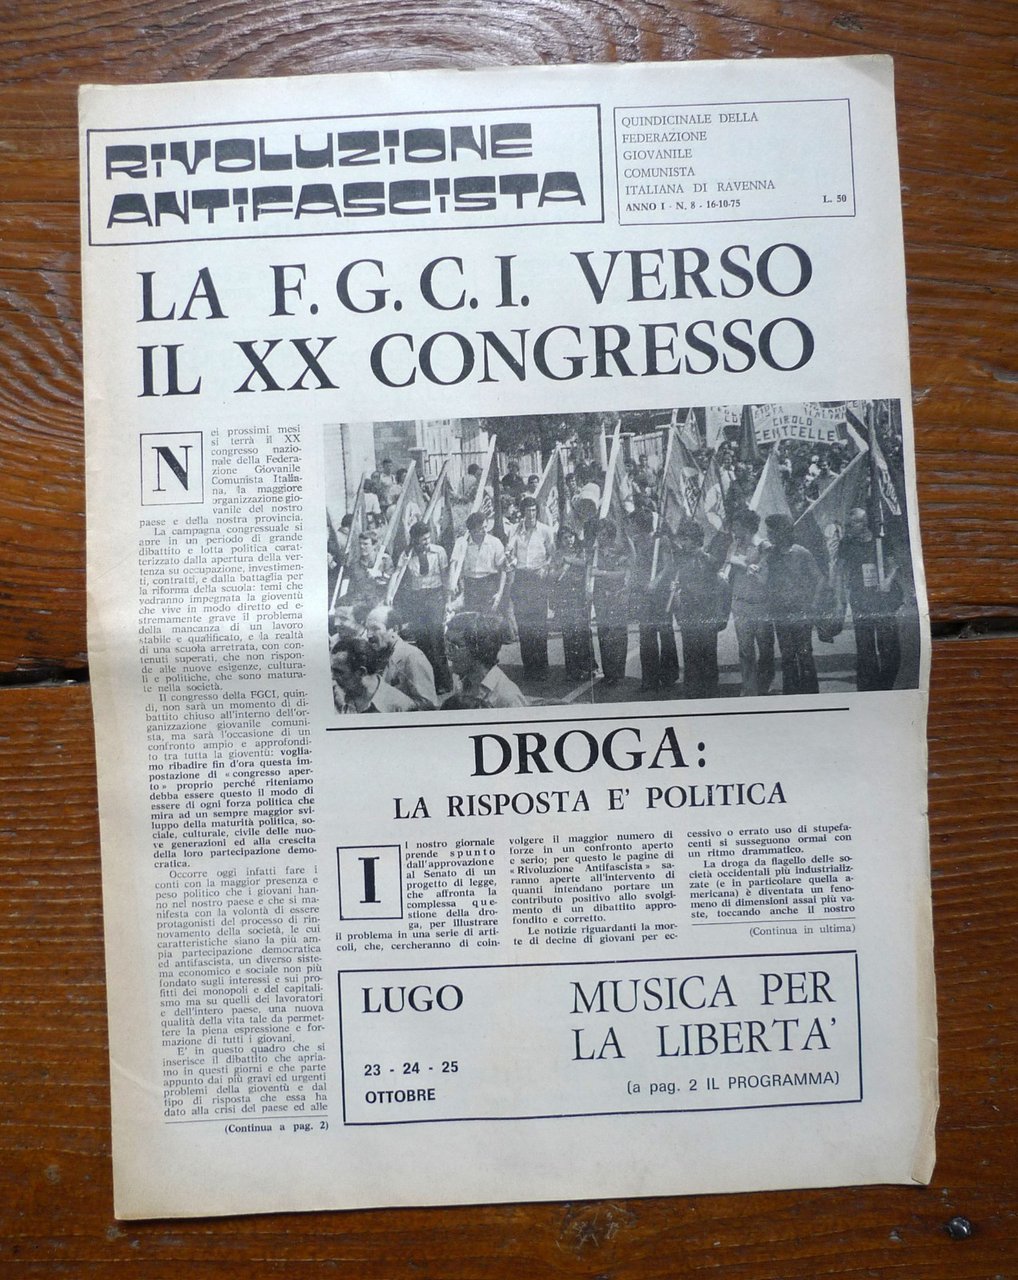 RIVOLUZIONE
ANTIFASCISTA
QUINDICINALE DELLA
FEDERAZIONE
GIOVANILE
COMUNISTA
ITALIANA DI RAVENNA
ANNO I - N. 8 - 16-10-75
L. 50
LA F. G. C. I. VERSO
IL XX CONGRESSO
Nei prossimi mesi
si terrà il XX
congresso nazio-
nale della Federa-
zione Giovanile
Comunista Italia-
na, la maggiore
organizzazione gio-
vanile del nostro
paese e della nostra provincia.
La campagna congressuale si
apre in un periodo di grande
dibattito e lotta politica carat-
terizzato dalla apertura della ver-
tenza su occupazione, investimen-
ti, contratti, e dalla battaglia per
la riforma della scuola: temi che
vedranno impegnata la gioventù
che vive in modo diretto ed e-
stremamente grave il problema
della mancanza di un lavoro
stabile e qualificato, e la realtà
di una scuola arretrata, con con-
tenuti superati, che non rispon-
de alle nuove esigenze, cultura-
li e politiche, che sono matura-
te nella società.
Il congresso della FGCI, quin-
di, non sarà un momento di di-
battito chiuso all'interno dell'or-
ganizzazione giovanile comuni-
sta, ma sarà l'occasione di un
confronto ampio e approfondi-
to tra tutta la gioventù: voglia-
mo ribadire fin d'ora questa im-
postazione di « congresso aper-
to » proprio perché riteniamo
debba essere questo il modo di
essere di ogni forza politica che
mira ad un sempre maggior svi-
luppo della maturità politica, so-
ciale, culturale, civile delle nuo-
ve generazioni ed alla crescita
della loro partecipazione demo-
cratica.
Occorre oggi infatti fare i
conti con la maggior presenza e
peso politico che i giovani han-
no nel nostro paese e che si ma-
nifesta con la volontà di essere
protagonisti del processo di rin-
novamento della società, le cui
caratteristiche siano la più am-
pia partecipazione democratica
ed antifascista, un diverso siste-
ma economico e sociale non più
fondato sugli interessi e sui pro-
fitti dei monopoli e del capitali-
smo ma su quelli dei lavoratori
e dell'intero paese, una nuova
qualità della vita tale da permet-
tere la piena espressione e for-
mazione di tutti i giovani.
E' in questo quadro che si
inserisce il dibattito che apria-
mo in questi giorni e che parte
appunto dai più gravi ed urgenti
problemi della gioventù e dal
tipo di risposta che essa ha
dato alla crisi del paese ed alle
(Continua a pag. 2)
CIRCOLO
CENTCELLE
DROGA:
LA RISPOSTA E' POLITICA
Il nostro giornale
prende spunto
dall'approvazione
al Senato di un
progetto di legge,
che affronta la
complessa que-
stione della dro-
ga, per illustrare
il problema in una serie di arti-
coli, che, cercheranno di coin-
volgere il maggior numero di
forze in un confronto aperto
e serio; per questo le pagine di
« Rivoluzione Antifascista » sa-
ranno aperte all'intervento di
quanti intendano portare un
contributo positivo allo svolgi-
mento di un dibattito appro-
fondito e corretto.
Le notizie riguardanti la mor-
te di decine di giovani per ec-
cessivo o errato uso di stupefa-
centi si susseguono ormai con
un ritmo drammatico.
La droga da flagello delle so-
cietà occidentali più industrializ-
zate (e in particolare quella a-
mericana) è diventata un feno-
meno di dimensioni assai più va-
ste, toccando anche il nostro
(Continua in ultima)
LUGO
23 - 24 - 25
OTTOBRE
MUSICA PER
LA LIBERTA'
(a pag. 2 IL PROGRAMMA)